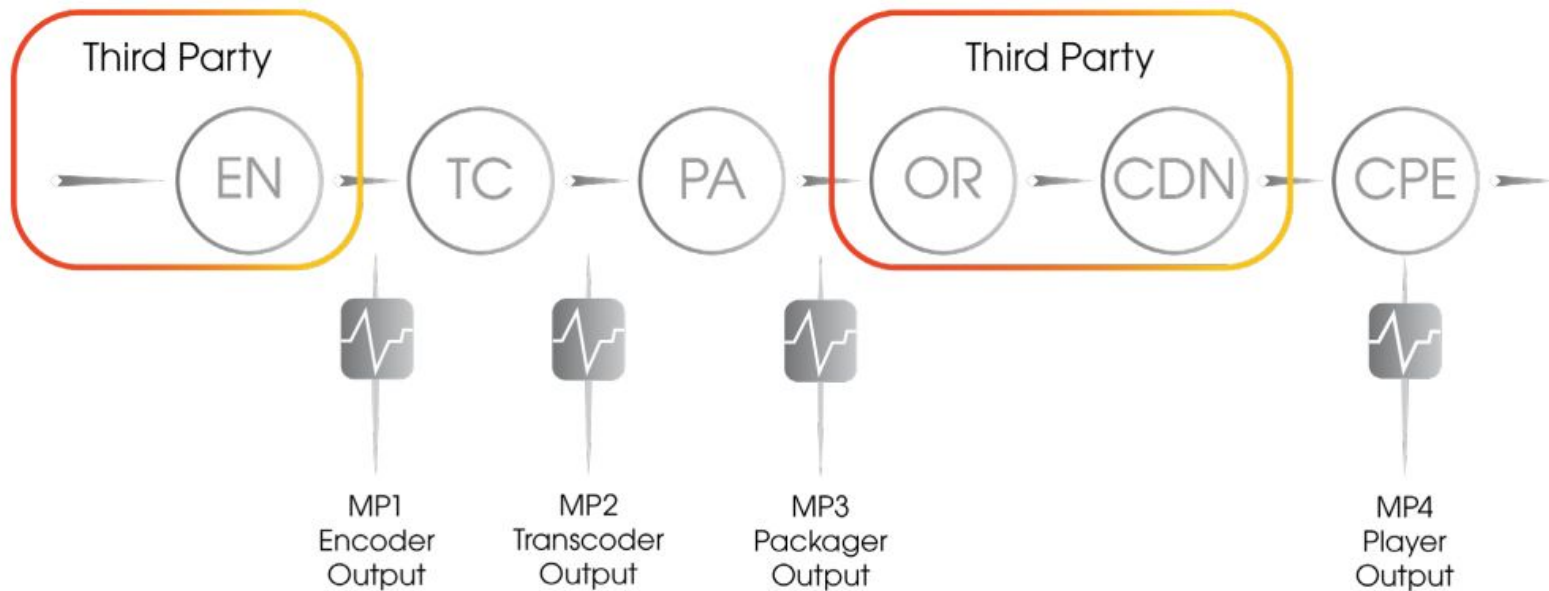 Third Party
Third Party
EN
TC
PA
OR
CDN
CPE
MP1
Encoder
Output
MP2
Transcoder
Output
MP3
Packager
Output
MP4
Player
Output